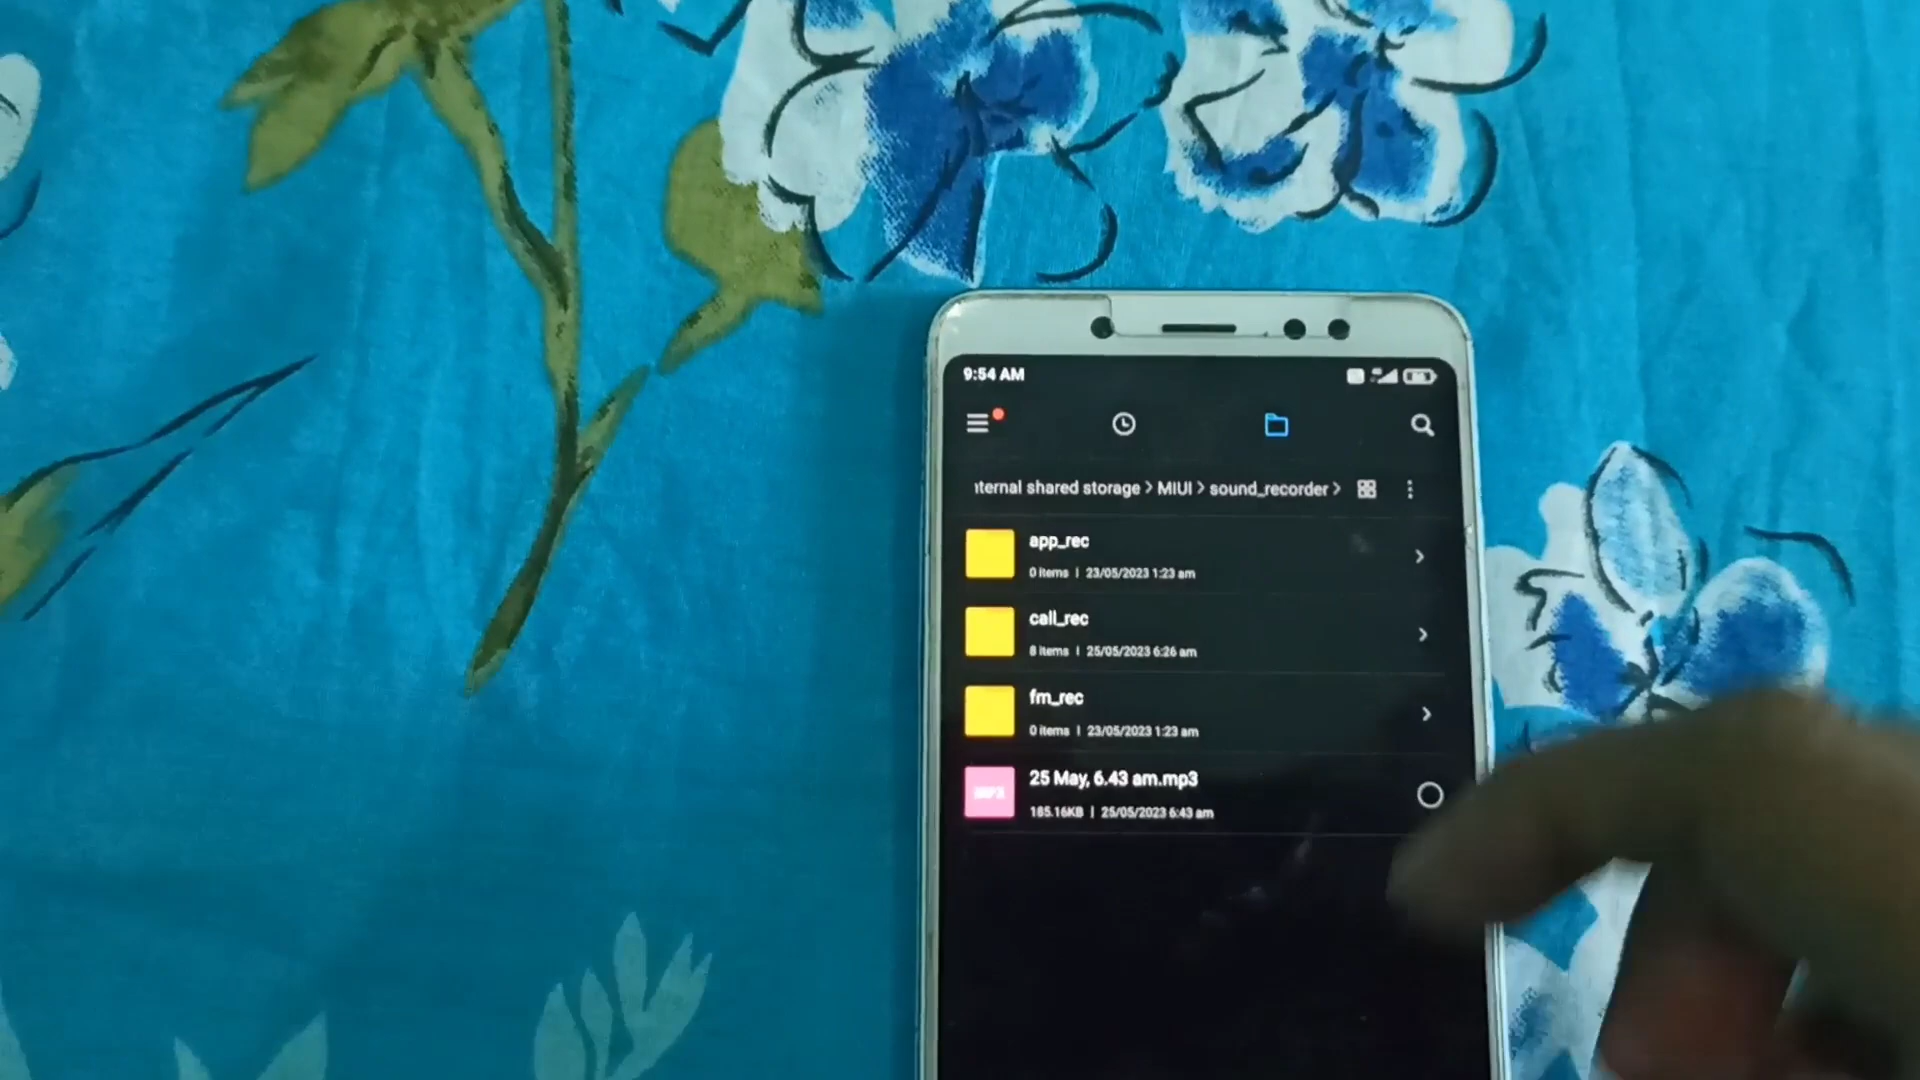 9:54 AM
nternal shared storage > MIUI > sound_recorder >
app_rec
0 items | 23/05/2023 1:23 am
call_rec
8 items | 25/05/2023 6:26 am
fm_rec
0 items | 23/05/2023 1:23 am
25 May, 6.43 am.mp3
185.16KB | 25/05/2023 6:43 am